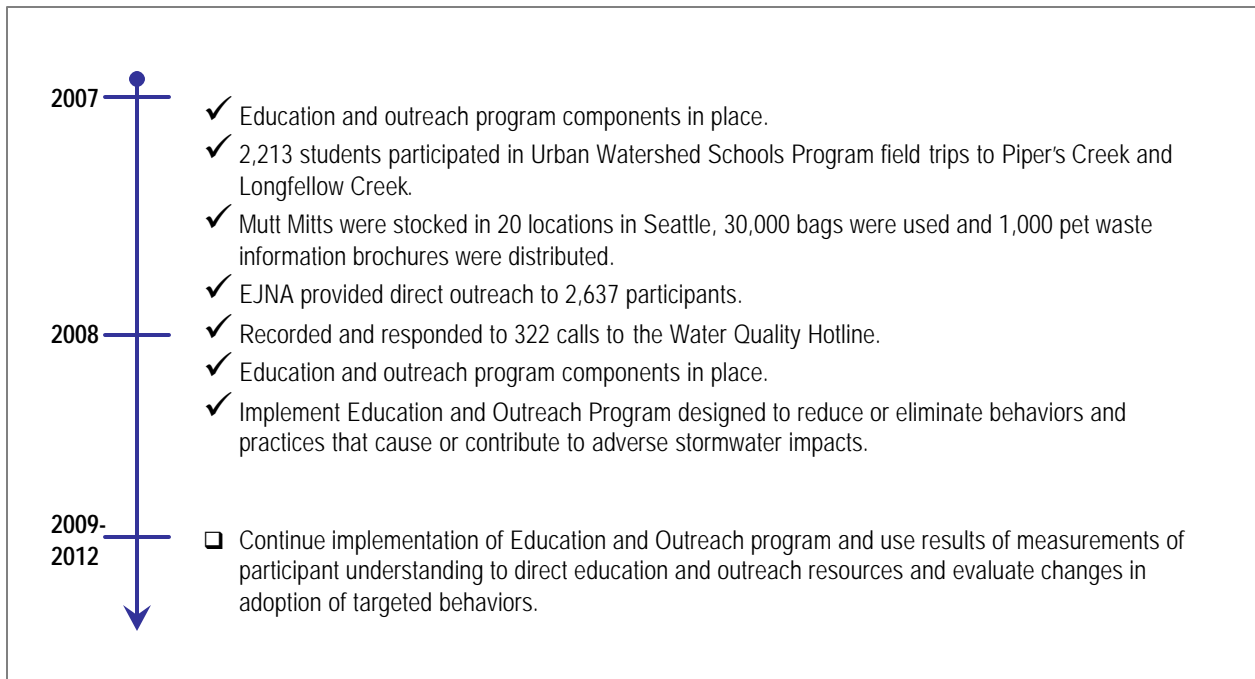 2007
✓ Education and outreach program components in place.
✓ 2,213 students participated in Urban Watershed Schools Program field trips to Piper's Creek and
Longfellow Creek.
✓ Mutt Mitts were stocked in 20 locations in Seattle, 30,000 bags were used and 1,000 pet waste
information brochures were distributed.
✓ EJNA provided direct outreach to 2,637 participants.
2008
✓ Recorded and responded to 322 calls to the Water Quality Hotline.
✓ Education and outreach program components in place.
✓ Implement Education and Outreach Program designed to reduce or eliminate behaviors and
practices that cause or contribute to adverse stormwater impacts.
2009-
2012
❑ Continue implementation of Education and Outreach program and use results of measurements of
participant understanding to direct education and outreach resources and evaluate changes in
adoption of targeted behaviors.